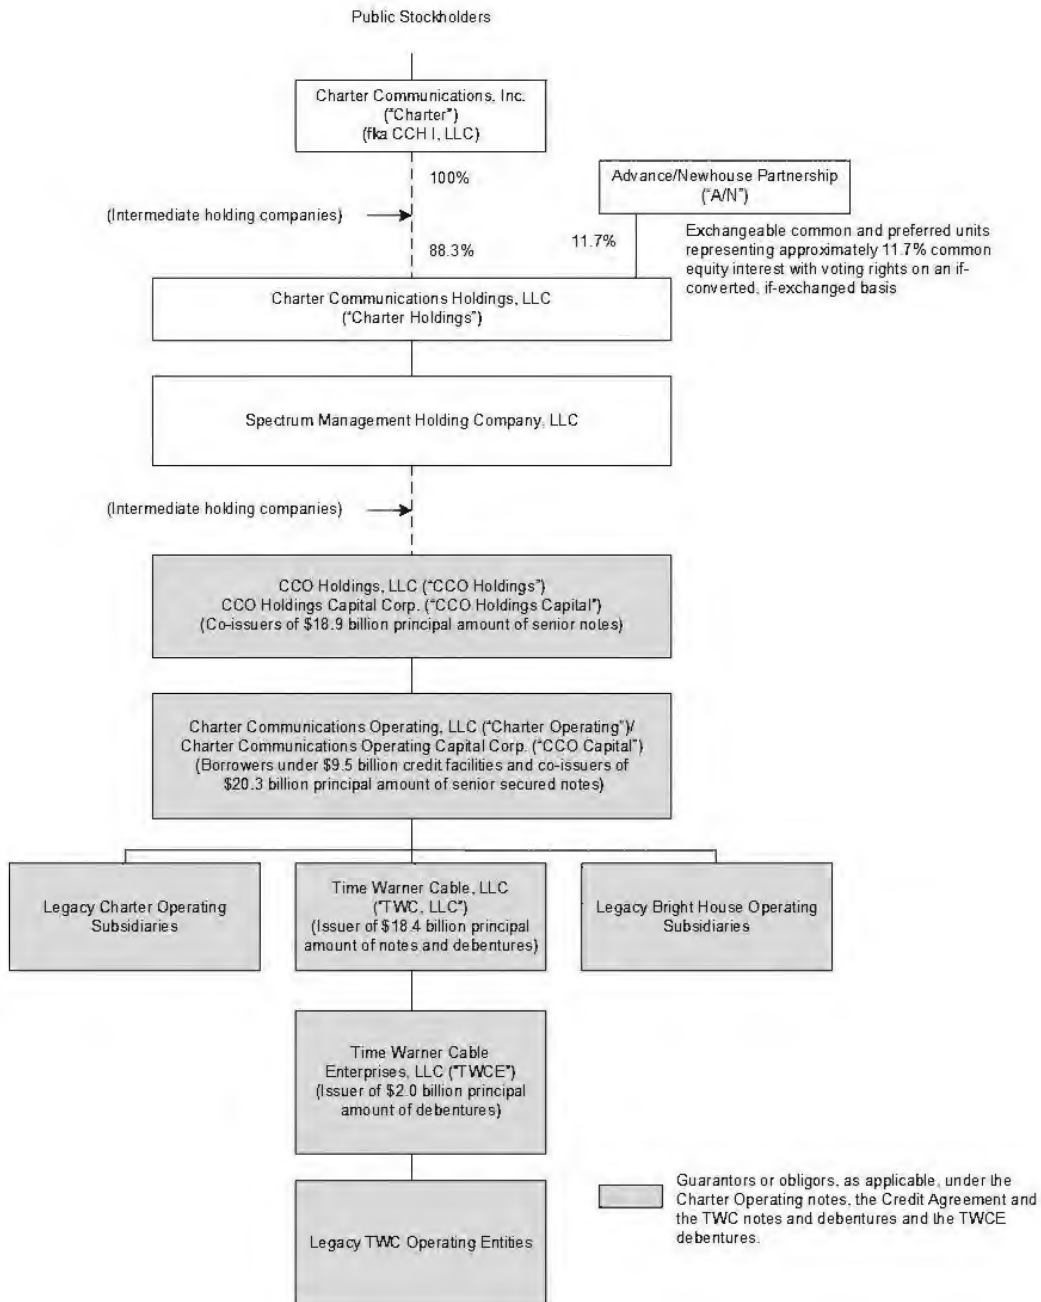 Public Stockholders
Charter Communications, Inc.
("Charter")
(fka CCH I, LLC)
100%
Advance/Newhouse Partnership
("A/N")
(Intermediate holding companies)
88.3%
11.7%
Exchangeable common and preferred units
representing approximately 11.7% common
equity interest with voting rights on an if-
converted, if-exchanged basis
Charter Communications Holdings, LLC
("Charter Holdings")
Spectrum Management Holding Company, LLC
(Intermediate holding companies)
CCO Holdings, LLC ("CCO Holdings")
CCO Holdings Capital Corp. ("CCO Holdings Capital")
(Co-issuers of $18.9 billion principal amount of senior notes)
Charter Communications Operating, LLC ("Charter Operating")/
Charter Communications Operating Capital Corp. ("CCO Capital")
(Borrowers under $9.5 billion credit facilities and co-issuers of
$20.3 billion principal amount of senior secured notes)
Legacy Charter Operating
Subsidiaries
Time Warner Cable, LLC
("TWC, LLC")
(Issuer of $18.4 billion principal
amount of notes and debentures)
Legacy Bright House Operating
Subsidiaries
Time Warner Cable
Enterprises, LLC ("TWCE")
(Issuer of $2.0 billion principal
amount of debentures)
Legacy TWC Operating Entities
Guarantors or obligors, as applicable, under the
Charter Operating notes, the Credit Agreement and
the TWC notes and debentures and the TWCE
debentures.